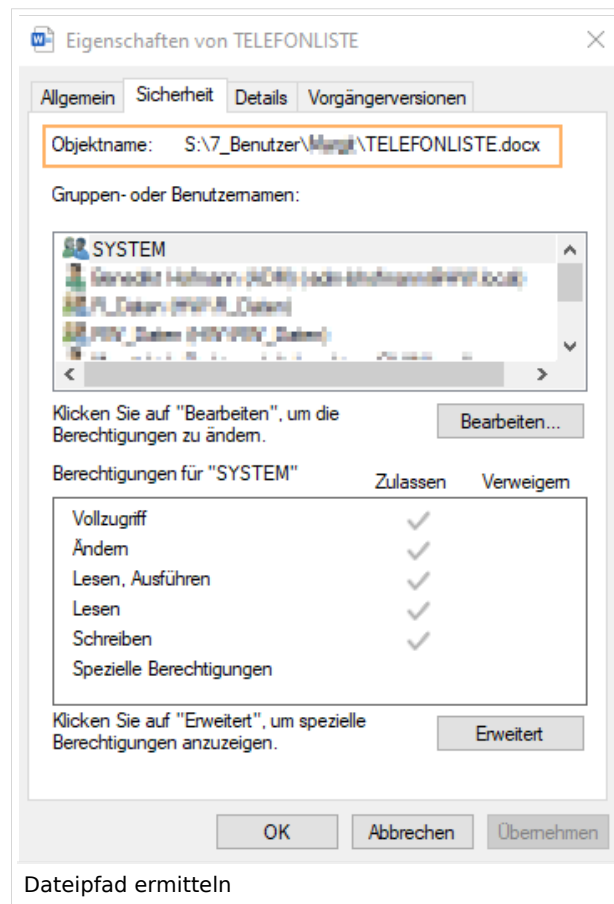 Eigenschaften von TELEFONLISTE
Allgemein Sicherheit Details Vorgängerversionen
Objektname: S:\7_Benutzer\ \TELEFONLISTE.docx
Gruppen- oder Benutzernamen:
SYSTEM
Klicken Sie auf "Bearbeiten", um die
Berechtigungen zu ändern.
Bearbeiten...
Berechtigungen für "SYSTEM" Zulassen Verweigern
Vollzugriff
Ändern
Lesen, Ausführen
Lesen
Schreiben
Spezielle Berechtigungen
Klicken Sie auf "Erweitert", um spezielle
Berechtigungen anzuzeigen.
Erweitert
OK Abbrechen Übernehmen
Dateipfad ermitteln